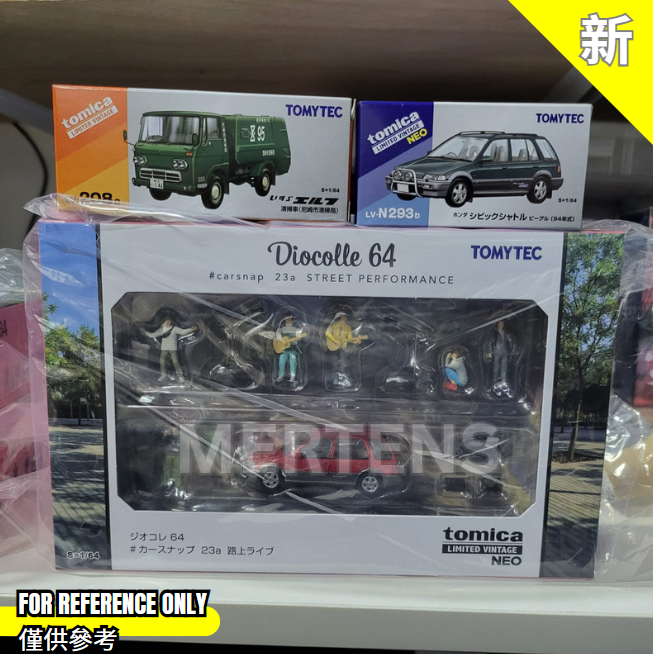 新
tomica
LIMITED VINTAGE
TOMYTEC
95
S=1/64
いすゞ エルフ
清掃車(尼崎市清掃局)
tomica
LIMITED VINTAGE
NEO
TOMYTEC
S=1/64
LV-N293b
ホンダ シビックシャトル ビーグル (94年式)
Diocolle 64
TOMYTEC
#carsnap 23a STREET PERFORMANCE
MERTENS
ジオコレ 64
#カースナップ 23a 路上ライブ
S=1/64
tomica
LIMITED VINTAGE
NEO
FOR REFERENCE ONLY
僅供參考